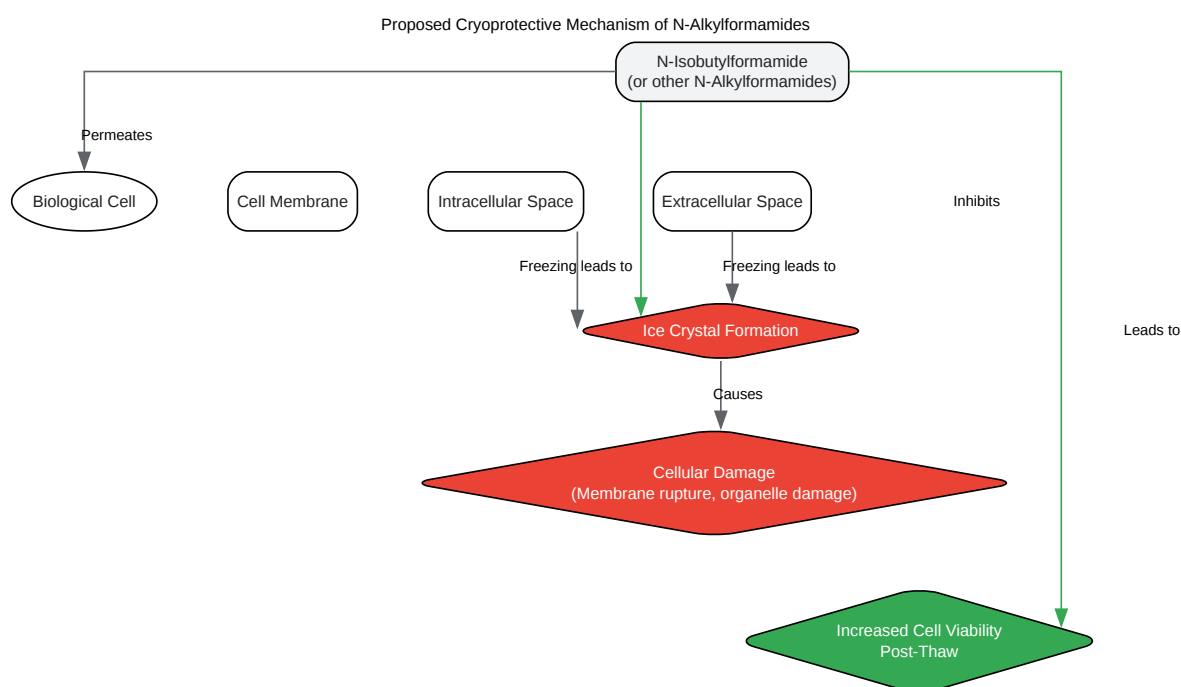 Proposed Cryoprotective Mechanism of N-Alkylformamides
N-Isobutylformamide
(or other N-Alkylformamides)
Permeates
Biological Cell
Cell Membrane
Intracellular Space
Extracellular Space
Inhibits
Freezing leads to
Freezing leads to
Ice Crystal Formation
Leads to
Causes
Cellular Damage
(Membrane rupture, organelle damage)
Increased Cell Viability
Post-Thaw